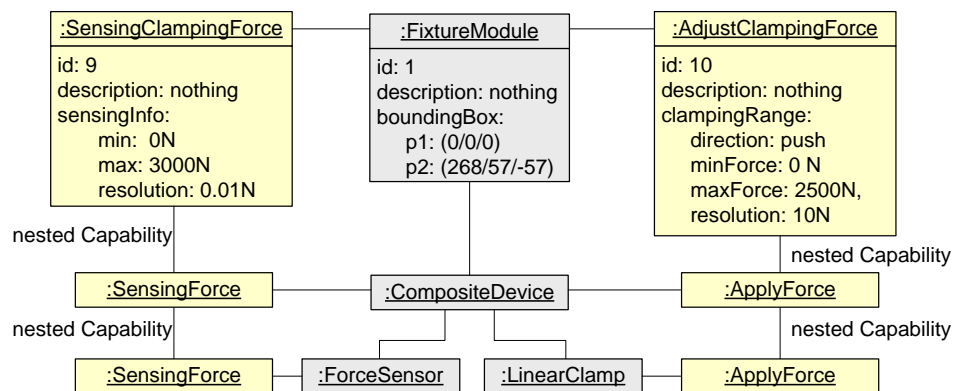 :SensingClampingForce
id: 9
description: nothing
sensingInfo:
min: 0N
max: 3000N
resolution: 0.01N
:FixtureModule
id: 1
description: nothing
boundingBox:
p1: (0/0/0)
p2: (268/57/-57)
:AdjustClampingForce
id: 10
description: nothing
clampingRange:
direction: push
minForce: 0 N
maxForce: 2500N,
resolution: 10N
nested Capability
nested Capability
:SensingForce
:CompositeDevice
:ApplyForce
nested Capability
nested Capability
:SensingForce
:ForceSensor
:LinearClamp
:ApplyForce